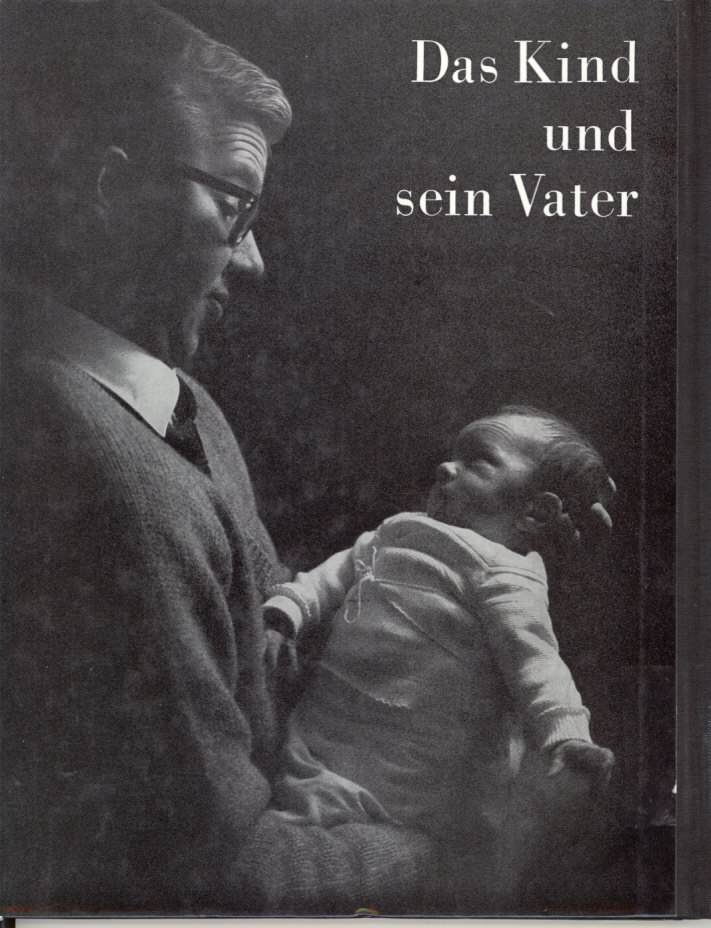 Das Kind
und
sein Vater